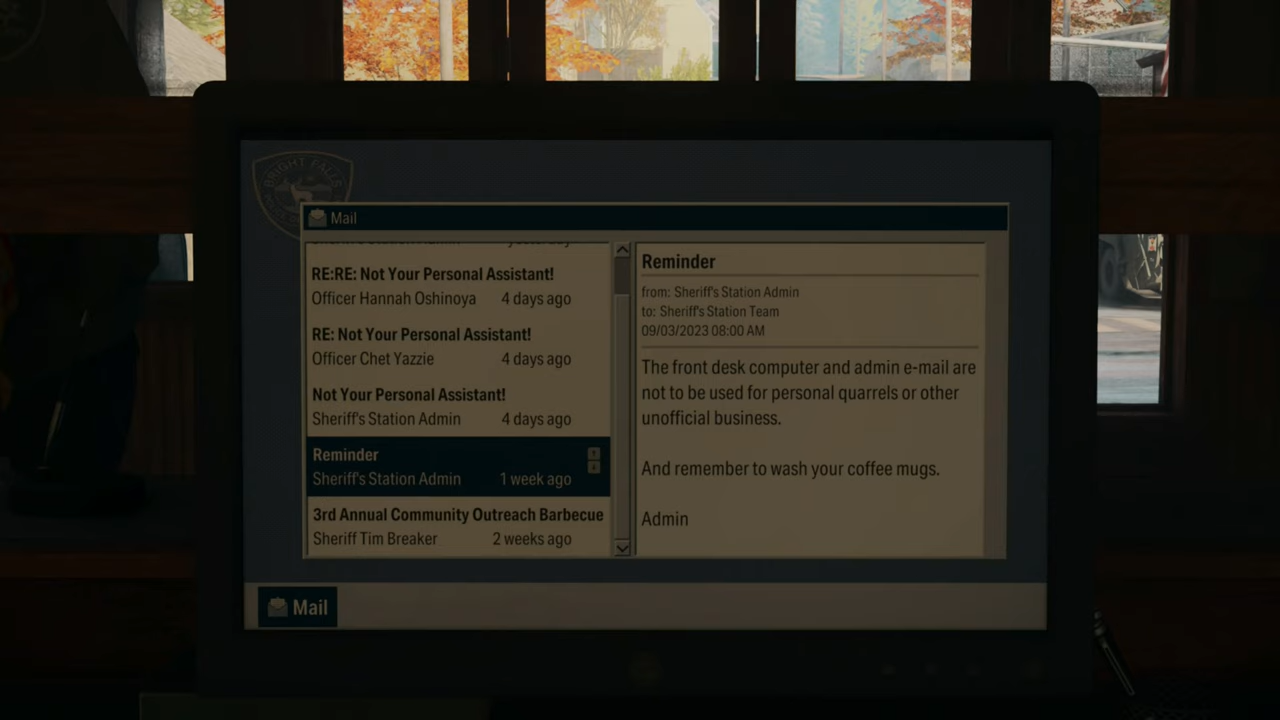 BRIGHT FALLS
Mail
RE:RE: Not Your Personal Assistant!
Officer Hannah Oshinoya 4 days ago
RE: Not Your Personal Assistant!
Officer Chet Yazzie 4 days ago
Not Your Personal Assistant!
Sheriff's Station Admin 4 days ago
Reminder
Sheriff's Station Admin 1 week ago
3rd Annual Community Outreach Barbecue
Sheriff Tim Breaker 2 weeks ago
Reminder
from: Sheriff's Station Admin
to: Sheriff's Station Team
09/03/2023 08:00 AM
The front desk computer and admin e-mail are
not to be used for personal quarrels or other
unofficial business.
And remember to wash your coffee mugs.
Admin
Mail